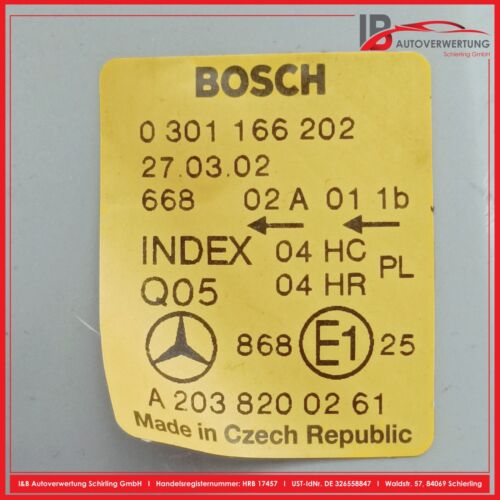 I&B AUTOVERWERTUNG
Schierling GmbH
BOSCH
0 301 166 202
27.03.02
668 02 A 01 1b
INDEX 04 HC PL
Q05 04 HR
868 E1 25
A 203 820 02 61
Made in Czech Republic
I&B Autoverwertung Schirling GmbH I Handelsregisternummer: HRB 17457 I UST-IdNr. DE 326558847 I Waldstr. 57, 84069 Schierling